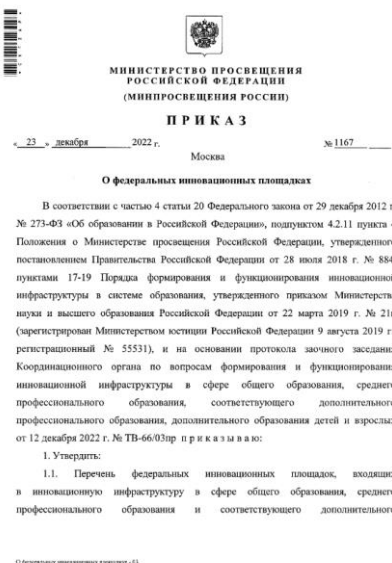 МИНИСТЕРСТВО ПРОСВЕЩЕНИЯ
РОССИЙСКОЙ ФЕДЕРАЦИИ
(МИНПРОСВЕЩЕНИЯ РОССИИ)
ПРИКАЗ
« 23 » декабря 2022 г. № 1167
Москва
О федеральных инновационных площадках
В соответствии с частью 4 статьи 20 Федерального закона от 29 декабря 2012 г
№ 273-ФЗ «Об образовании в Российской Федерации», подпунктом 4.2.11 пункта
Положения о Министерстве просвещения Российской Федерации, утвержденного
постановлением Правительства Российской Федерации от 28 июля 2018 г. № 884
пунктами 17-19 Порядка формирования и функционирования инновационной
инфраструктуры в системе образования, утвержденного приказом Министерства
науки и высшего образования Российской Федерации от 22 марта 2019 г. № 21
(зарегистрирован Министерством юстиции Российской Федерации 9 августа 2019 г
регистрационный № 55531), и на основании протокола заочного заседания
Координационного органа по вопросам формирования и функционирования
инновационной инфраструктуры в сфере общего образования, среднего
профессионального образования, соответствующего дополнительного
профессионального образования, дополнительного образования детей и взрослых
от 12 декабря 2022 г. № ТВ-66/03пр п р и к а з ы в а ю:
1. Утвердить:
1.1. Перечень федеральных инновационных площадок, входящих
в инновационную инфраструктуру в сфере общего образования, среднего
профессионального образования и соответствующего дополнительного
О федеральных инновационных площадках - 03